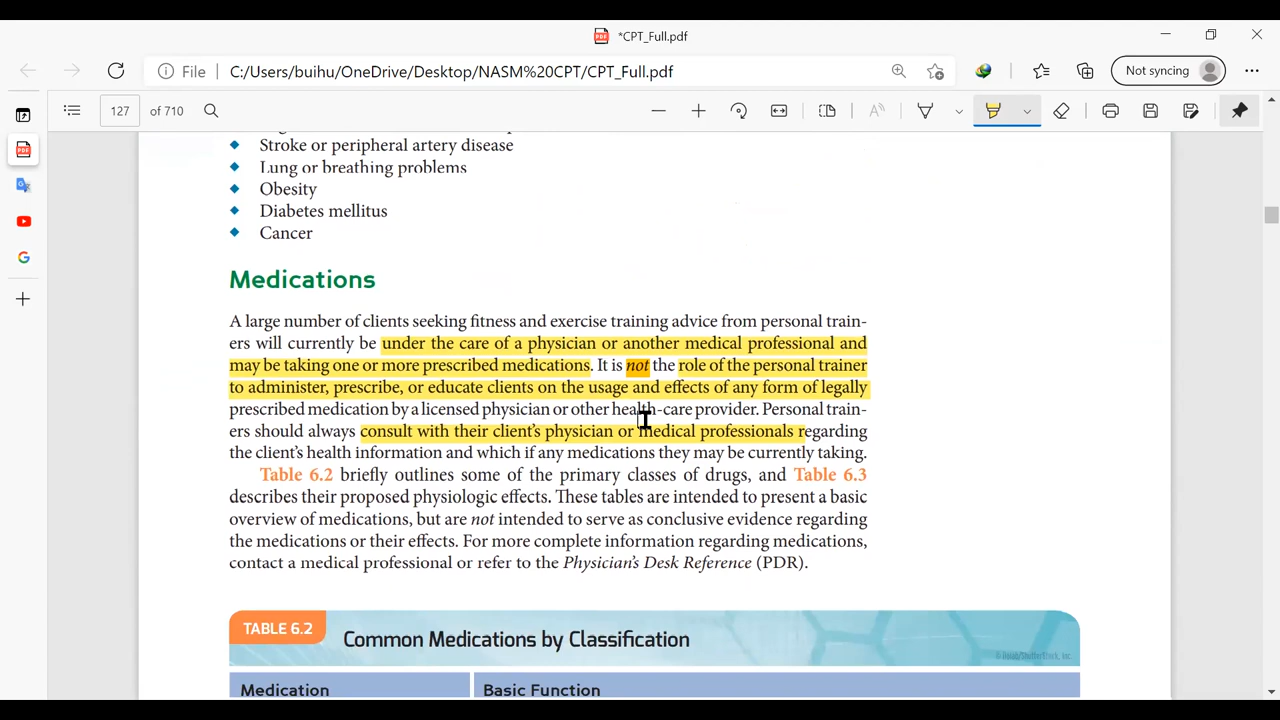 *CPT_Full.pdf
File
C:/Users/buihu/OneDrive/Desktop/NASM%20CPT/CPT_Full.pdf
Not syncing
127 of 710
Stroke or peripheral artery disease
Lung or breathing problems
Obesity
Diabetes mellitus
Cancer
Medications
A large number of clients seeking fitness and exercise training advice from personal train-
ers will currently be under the care of a physician or another medical professional and
may be taking one or more prescribed medications. It is not the role of the personal trainer
to administer, prescribe, or educate clients on the usage and effects of any form of legally
prescribed medication by a licensed physician or other health-care provider. Personal train-
ers should always consult with their client's physician or medical professionals regarding
the client's health information and which if any medications they may be currently taking.
Table 6.2 briefly outlines some of the primary classes of drugs, and Table 6.3
describes their proposed physiologic effects. These tables are intended to present a basic
overview of medications, but are not intended to serve as conclusive evidence regarding
the medications or their effects. For more complete information regarding medications,
contact a medical professional or refer to the Physician's Desk Reference (PDR).
TABLE 6.2
Common Medications by Classification
Medication
Basic Function